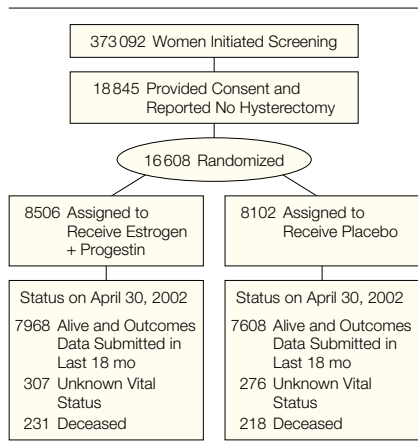 373 092 Women Initiated Screening
18 845 Provided Consent and
Reported No Hysterectomy
16 608 Randomized
8506 Assigned to
Receive Estrogen
+ Progestin
8102 Assigned to
Receive Placebo
Status on April 30, 2002
7968 Alive and Outcomes
Data Submitted in
Last 18 mo
307 Unknown Vital
Status
231 Deceased
Status on April 30, 2002
7608 Alive and Outcomes
Data Submitted in
Last 18 mo
276 Unknown Vital
Status
218 Deceased